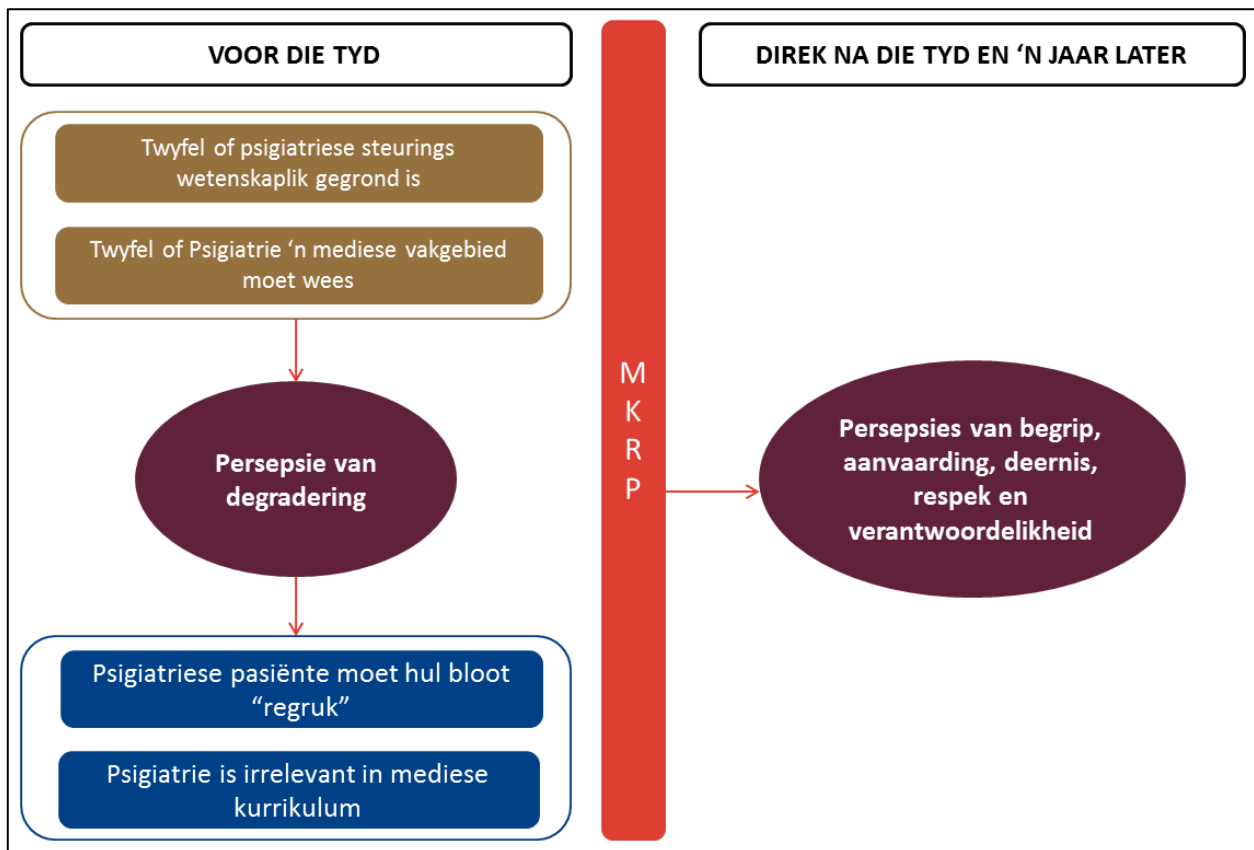 VOOR DIE TYD
DIREK NA DIE TYD EN ‘N JAAR LATER
Twyfel of psigiatriese steurings
wetenskaplik gegrond is
Twyfel of Psigiatrie ‘n mediese vakgebied
moet wees
Persepsie van
degradering
Psigiatriese pasiënte moet hul bloot
“regruk”
Psigiatrie is irrelevant in mediese
kurrikulum
M
K
R
P
Persepsies van begrip,
aanvaarding, deernis,
respek en
verantwoordelikheid